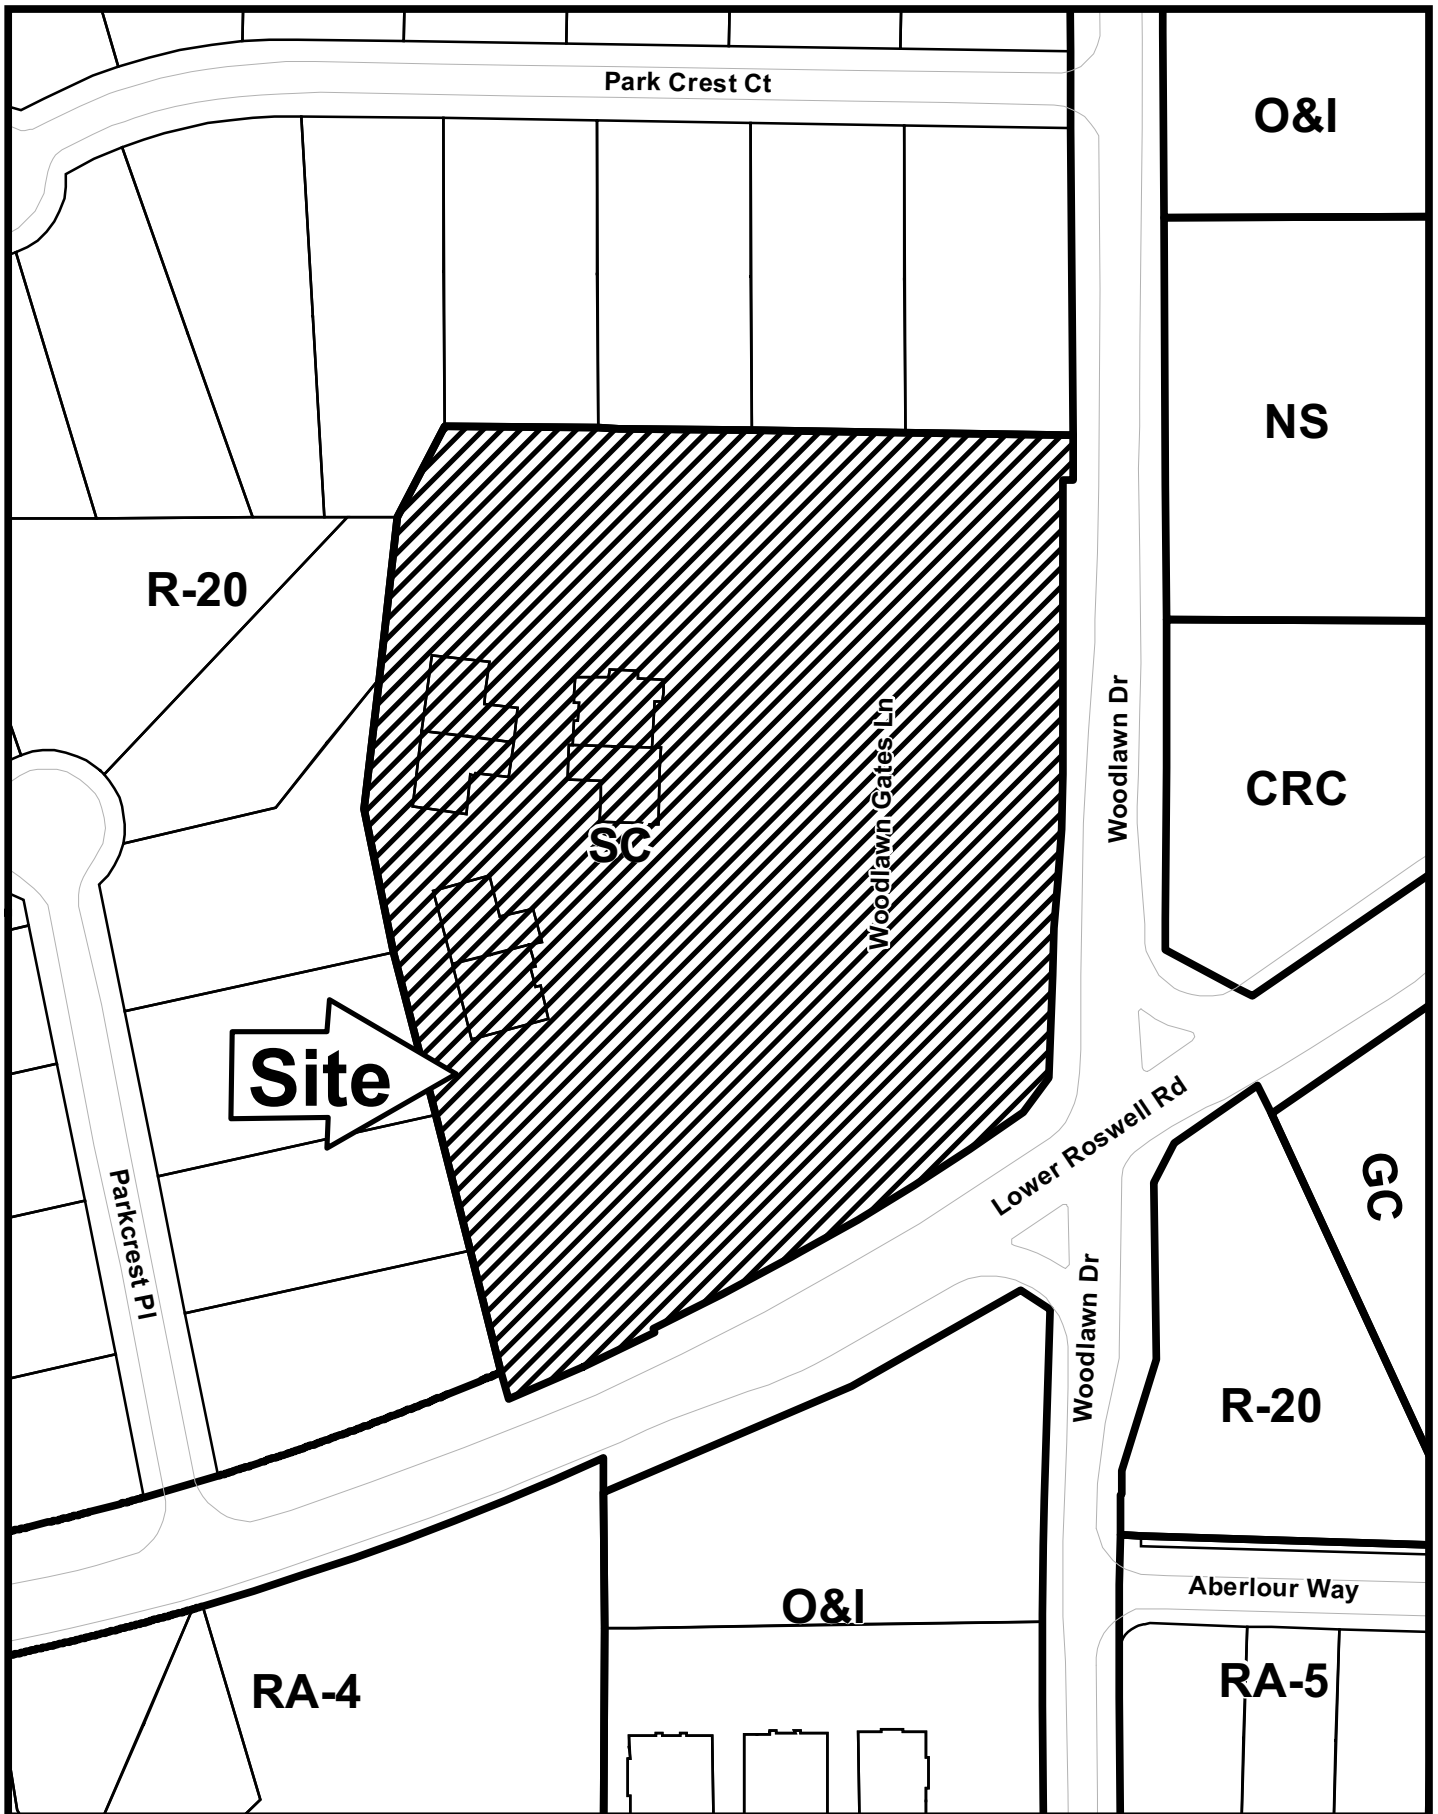 Park Crest Ct
O&I
NS
R-20
Woodlawn Dr
Woodlawn Gates Ln
CRC
SC
Site
Lower Roswell Rd
GC
Parkcrest Pl
Woodlawn Dr
R-20
Aberlour Way
O&I
RA-4
RA-5